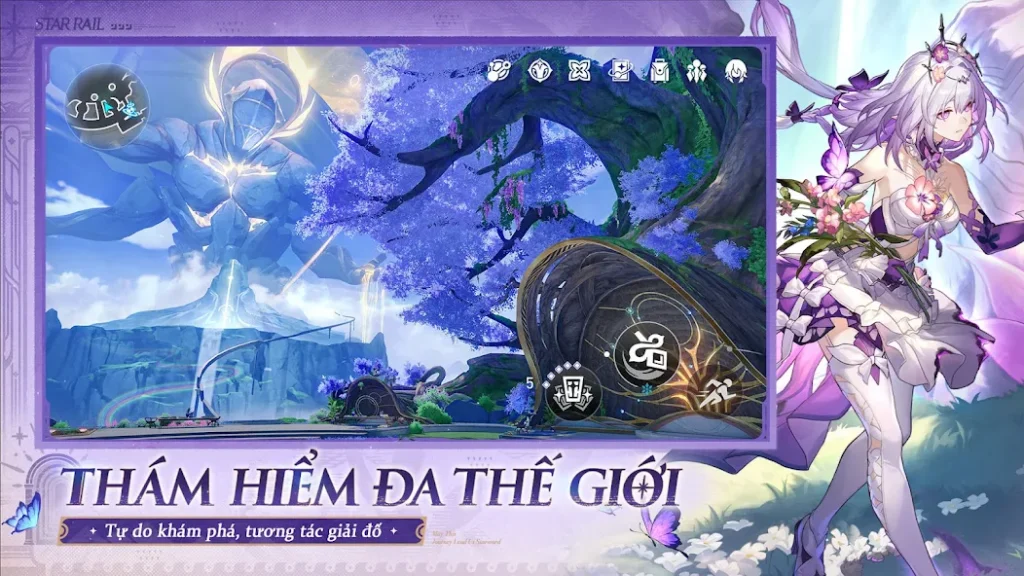 STAR RAIL
5
THÁM HIỂM ĐA THẾ GIỚI
Tự do khám phá, tương tác giải đố